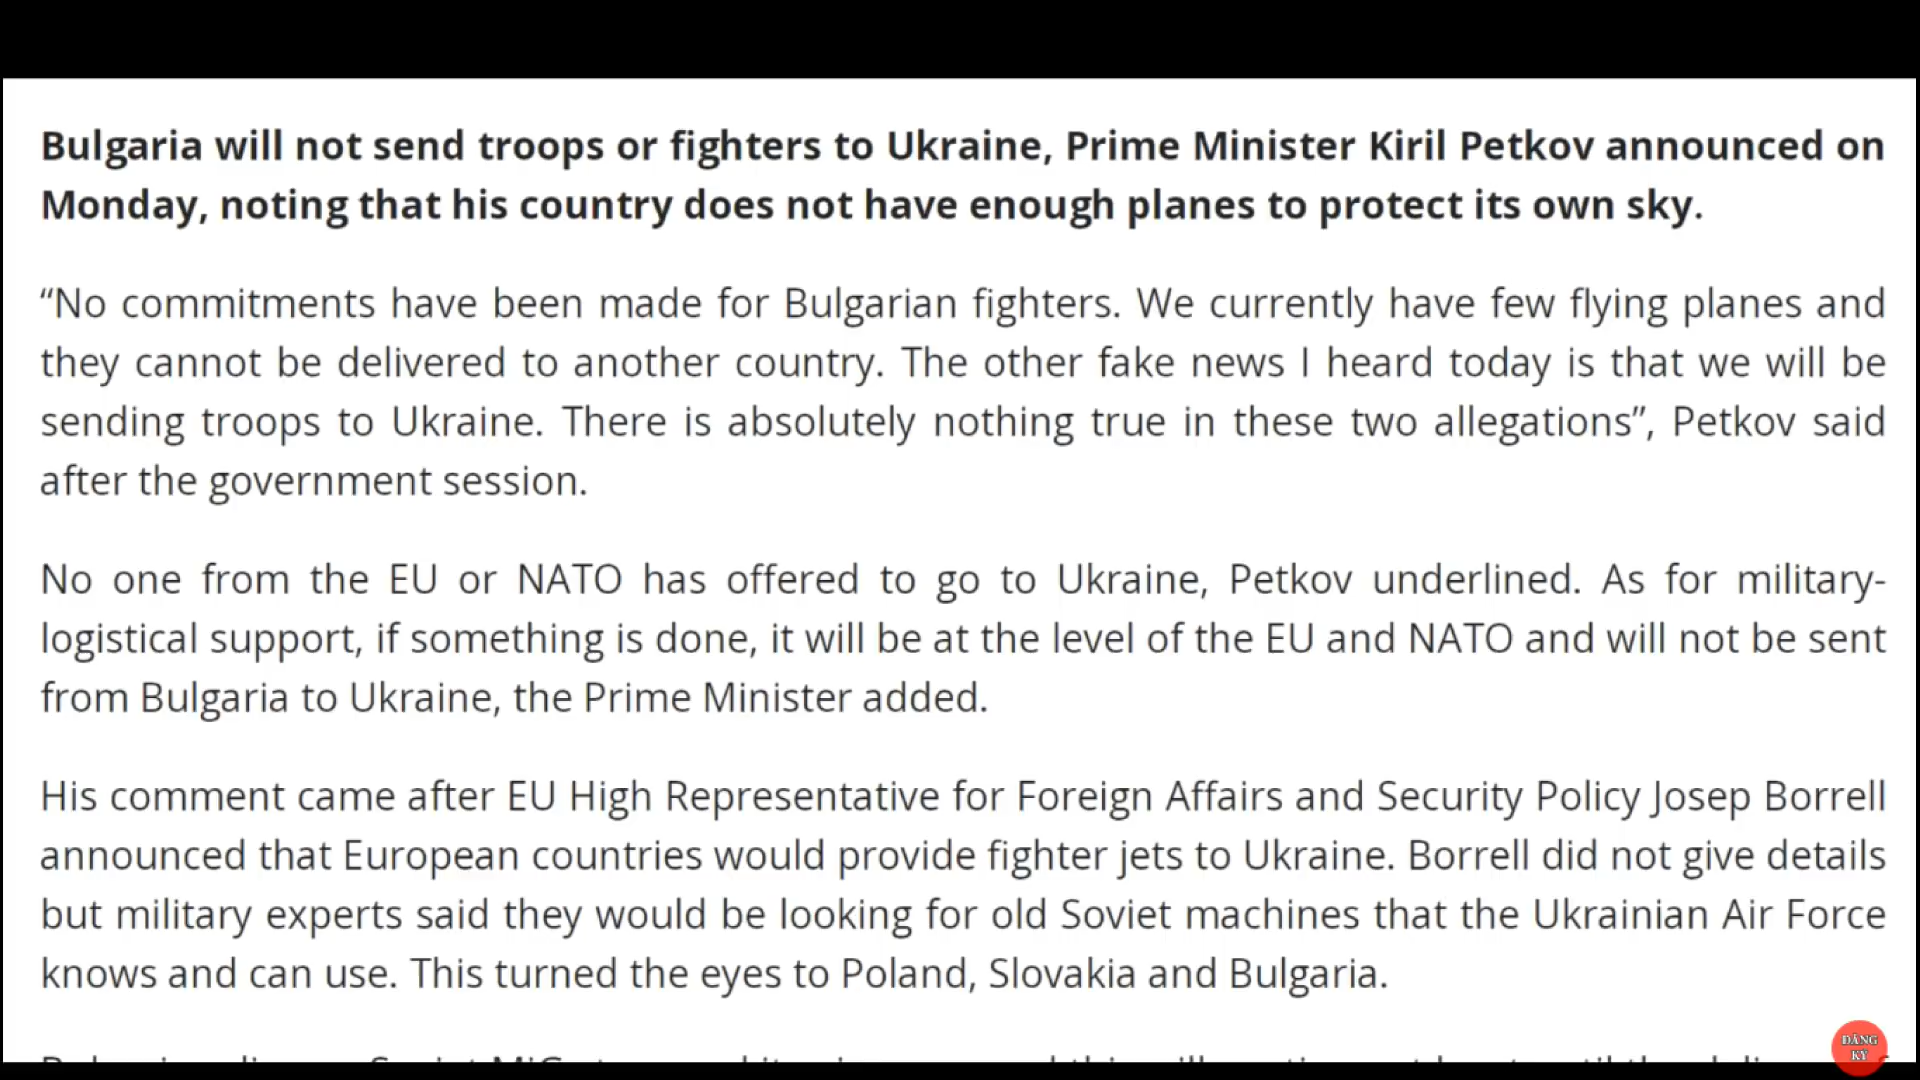 Bulgaria will not send troops or fighters to Ukraine, Prime Minister Kiril Petkov announced on
Monday, noting that his country does not have enough planes to protect its own sky.
“No commitments have been made for Bulgarian fighters. We currently have few flying planes and
they cannot be delivered to another country. The other fake news I heard today is that we will be
sending troops to Ukraine. There is absolutely nothing true in these two allegations”, Petkov said
after the government session.
No one from the EU or NATO has offered to go to Ukraine, Petkov underlined. As for military-
logistical support, if something is done, it will be at the level of the EU and NATO and will not be sent
from Bulgaria to Ukraine, the Prime Minister added.
His comment came after EU High Representative for Foreign Affairs and Security Policy Josep Borrell
announced that European countries would provide fighter jets to Ukraine. Borrell did not give details
but military experts said they would be looking for old Soviet machines that the Ukrainian Air Force
knows and can use. This turned the eyes to Poland, Slovakia and Bulgaria.
ĐĂNG
KÝ